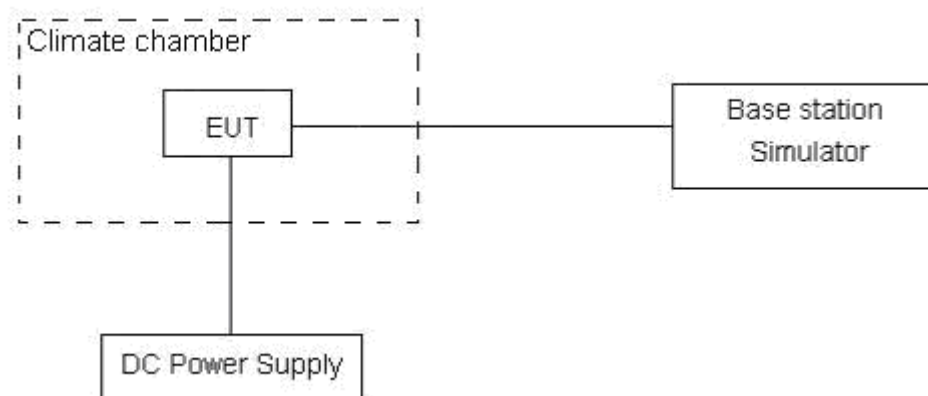 Climate chamber
EUT
Base station
Simulator
DC Power Supply